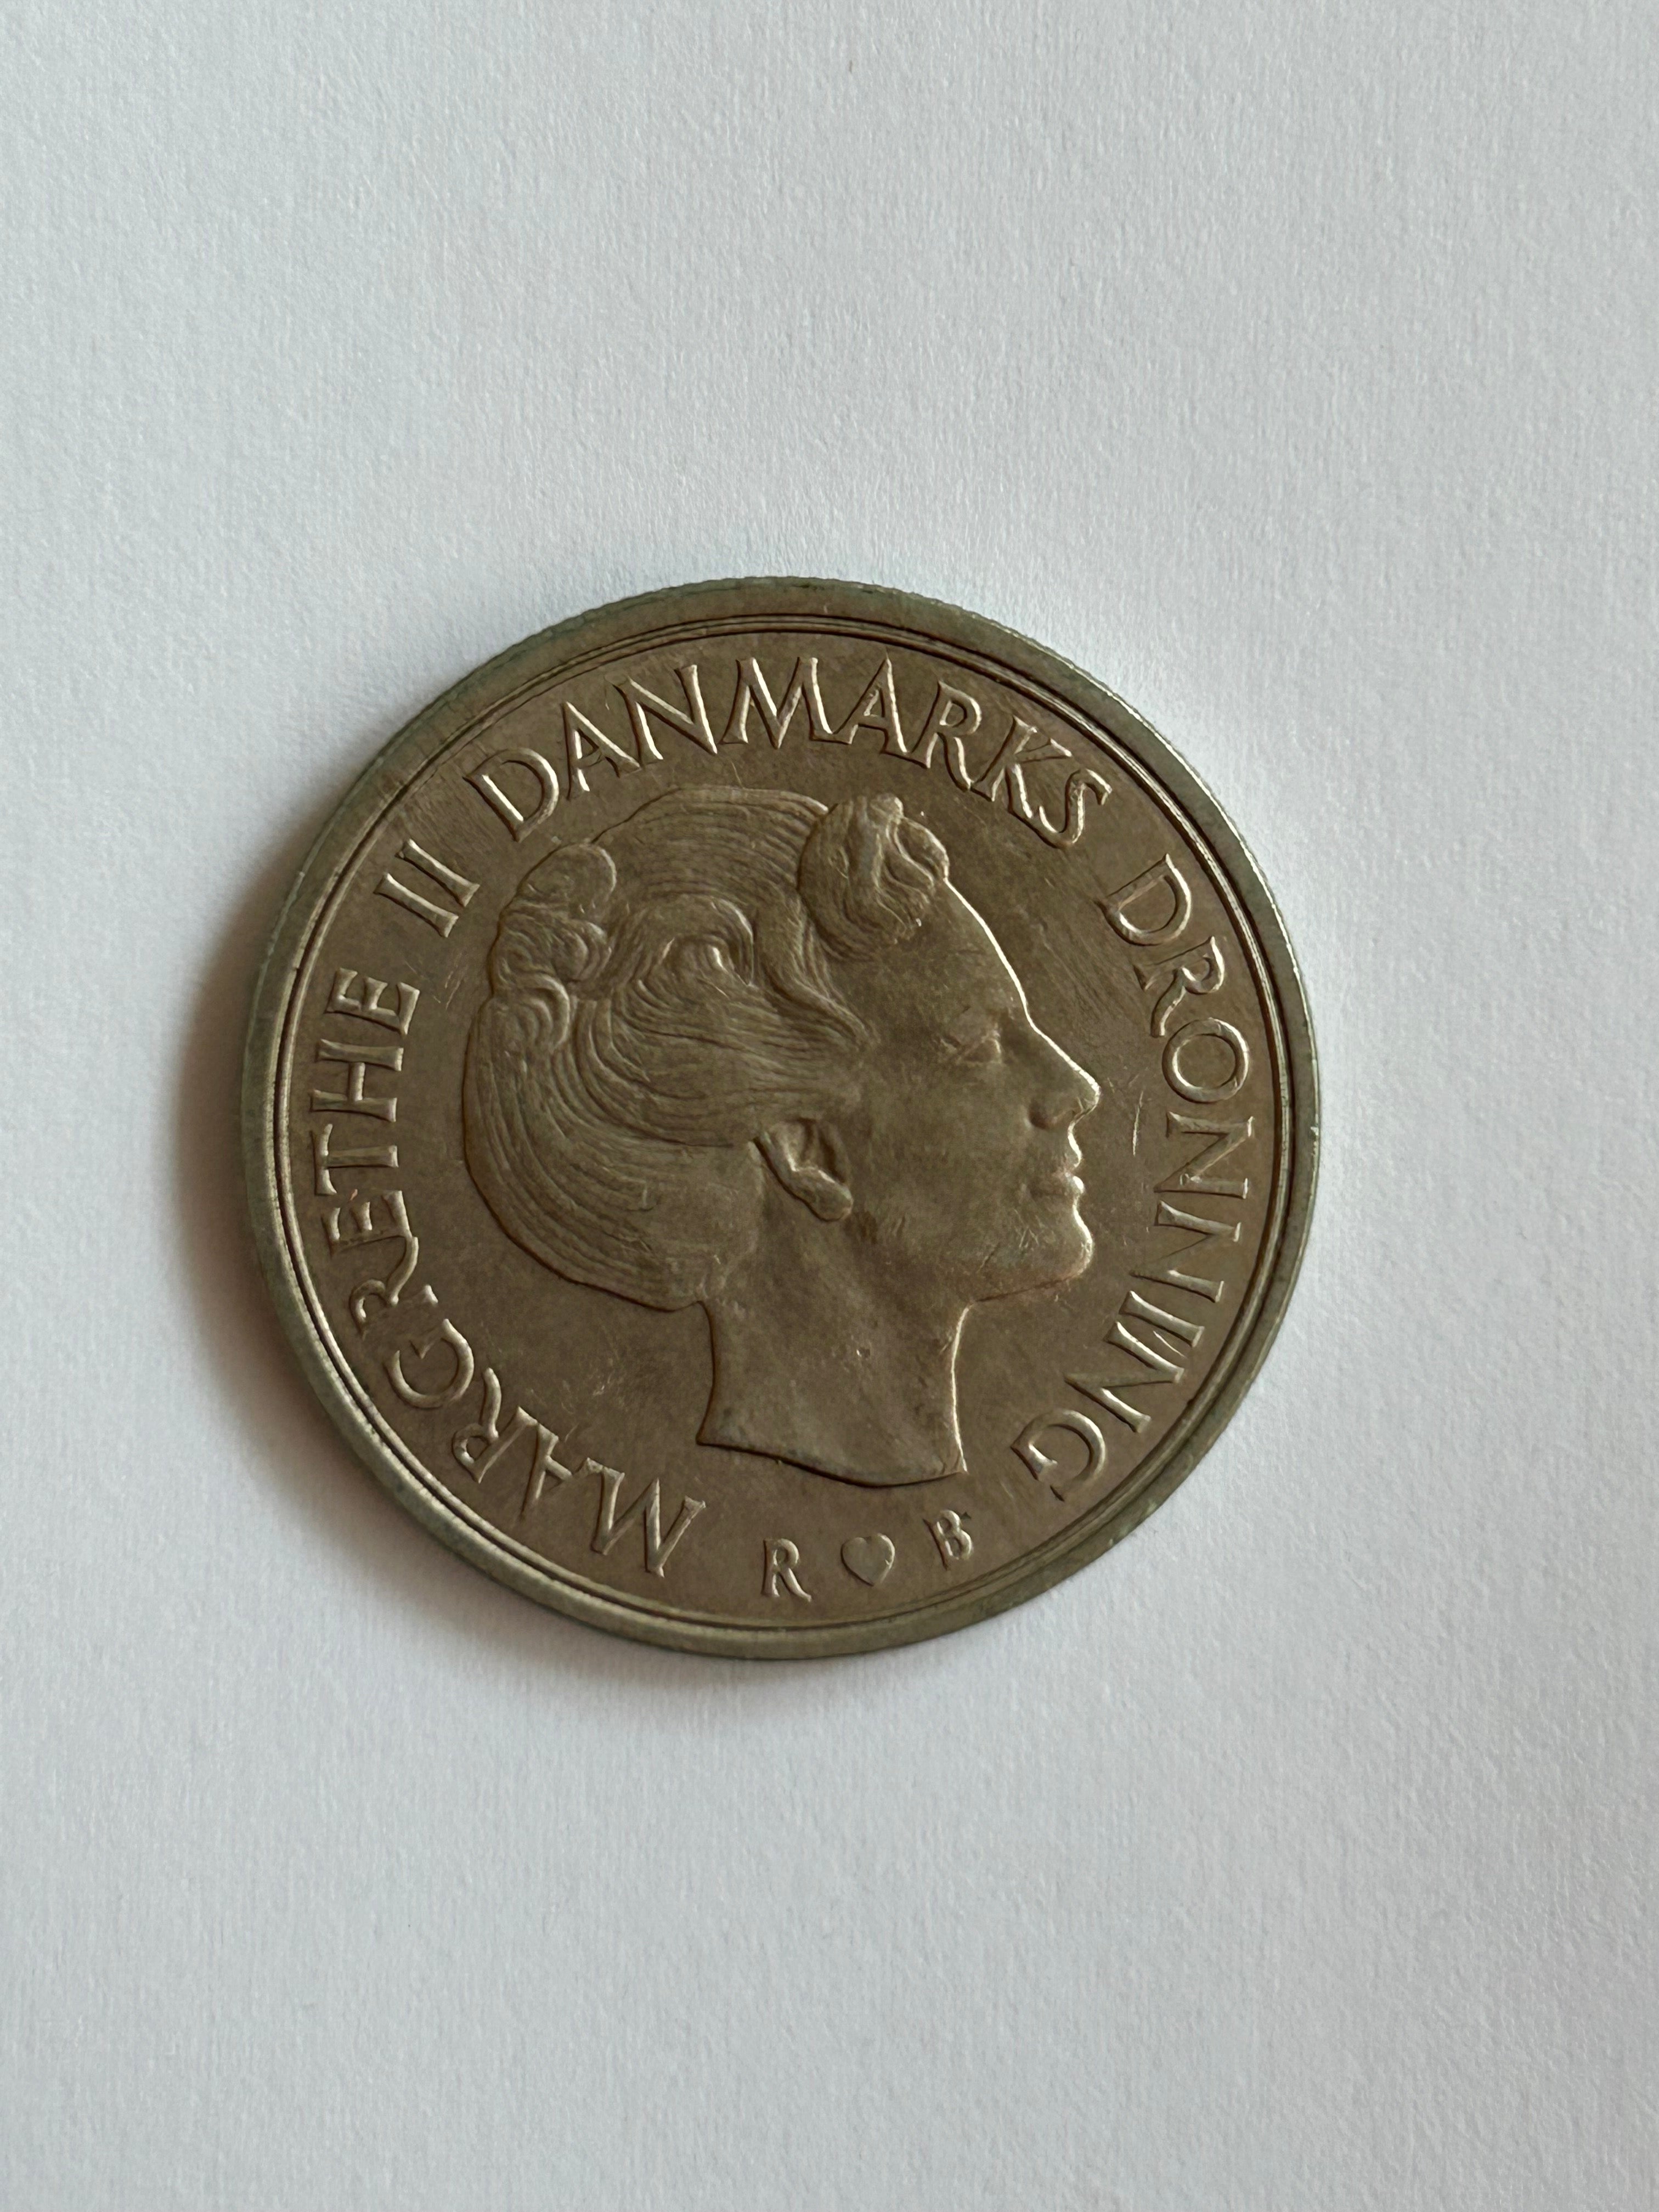 MARGRETHE II DANMARKS DRONNING
R ♡ B